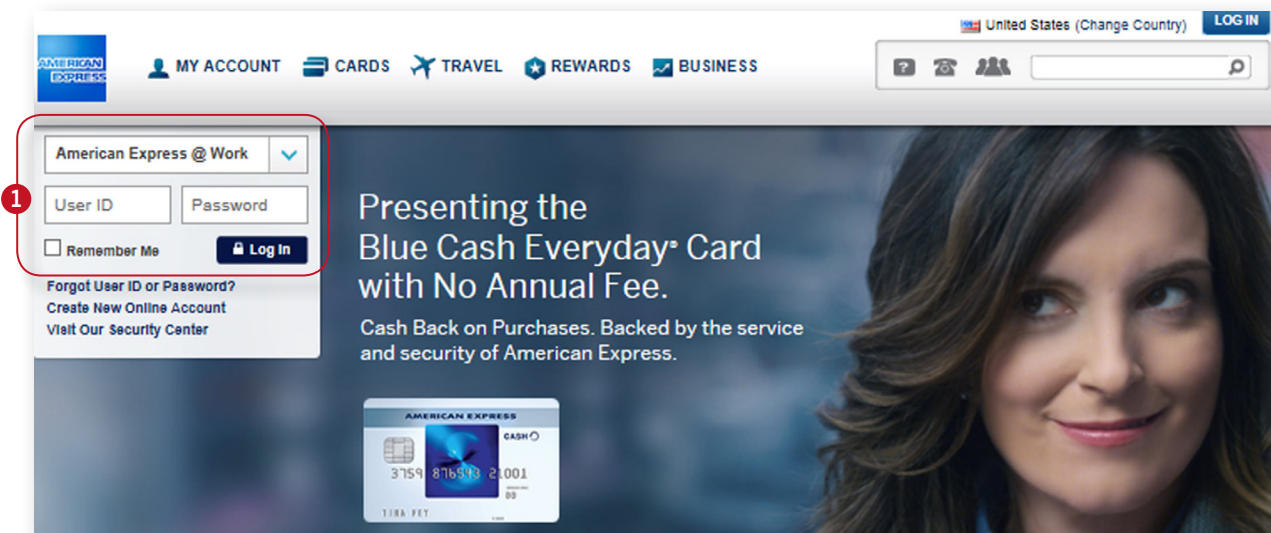 United States (Change Country)
LOG IN
AMERICAN
EXPRESS
MY ACCOUNT
CARDS
TRAVEL
REWARDS
BUSINESS
?
1
American Express @ Work
User ID
Password
Remember Me
Log In
Forgot User ID or Password?
Create New Online Account
Visit Our Security Center
Presenting the
Blue Cash Everyday® Card
with No Annual Fee.
Cash Back on Purchases. Backed by the service
and security of American Express.
AMERICAN EXPRESS
CASH
3759 876543 21001
TINA FEY